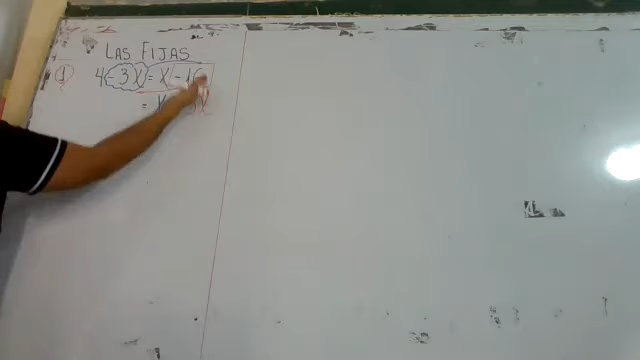 LAS FIJAS
1 4-3X=X-16
= X